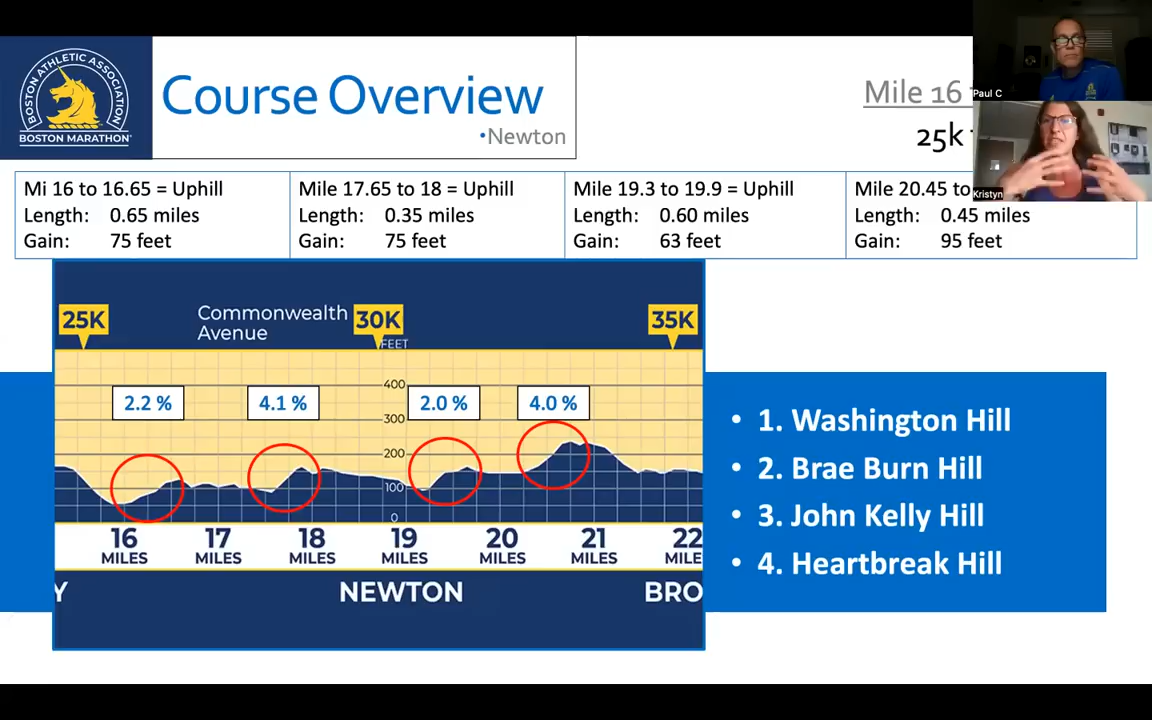 BOSTON ATHLETIC ASSOCIATION
BOSTON MARATHON
Course Overview
•Newton
Mile 16
25k
Paul C
Kristyn
Mi 16 to 16.65 = Uphill
Length: 0.65 miles
Gain: 75 feet
Mile 17.65 to 18 = Uphill
Length: 0.35 miles
Gain: 75 feet
Mile 19.3 to 19.9 = Uphill
Length: 0.60 miles
Gain: 63 feet
Mile 20.45 to
Length: 0.45 miles
Gain: 95 feet
25K
Commonwealth
Avenue
30K
35K
FEET
2.2 %
4.1 %
2.0 %
4.0 %
400
300
200
100
0
16 17 18 19 20 21 22
MILES MILES MILES MILES MILES MILES MILE
Y NEWTON BRO
• 1. Washington Hill
• 2. Brae Burn Hill
• 3. John Kelly Hill
• 4. Heartbreak Hill